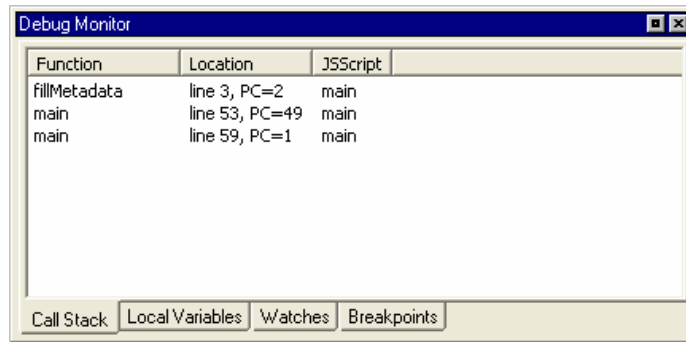 Debug Monitor
Function Location JSScript
fillMetadata line 3, PC=2 main
main line 53, PC=49 main
main line 59, PC=1 main
Call Stack Local Variables Watches Breakpoints